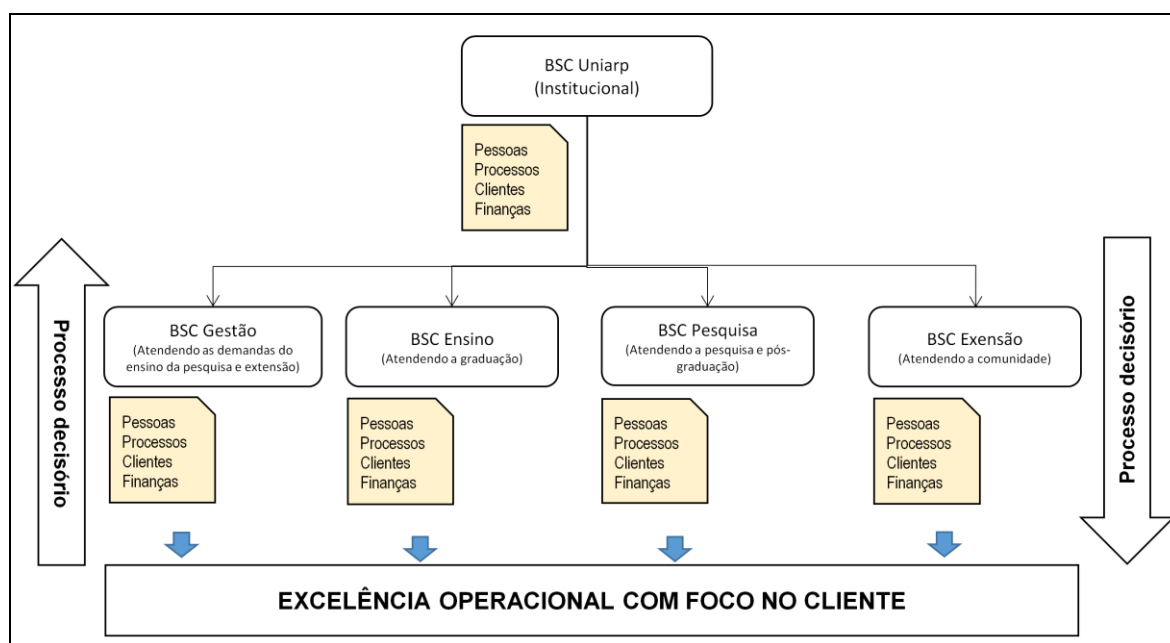 BSC Uniarp
(Institucional)
Pessoas
Processos
Clientes
Finanças
Processo decisório
BSC Gestão
(Atendendo as demandas do
ensino da pesquisa e extensão)
Pessoas
Processos
Clientes
Finanças
BSC Ensino
(Atendendo a graduação)
Pessoas
Processos
Clientes
Finanças
BSC Pesquisa
(Atendendo a pesquisa e pós-
graduação)
Pessoas
Processos
Clientes
Finanças
BSC Exensão
(Atendendo a comunidade)
Pessoas
Processos
Clientes
Finanças
Processo decisório
EXCELÊNCIA OPERACIONAL COM FOCO NO CLIENTE